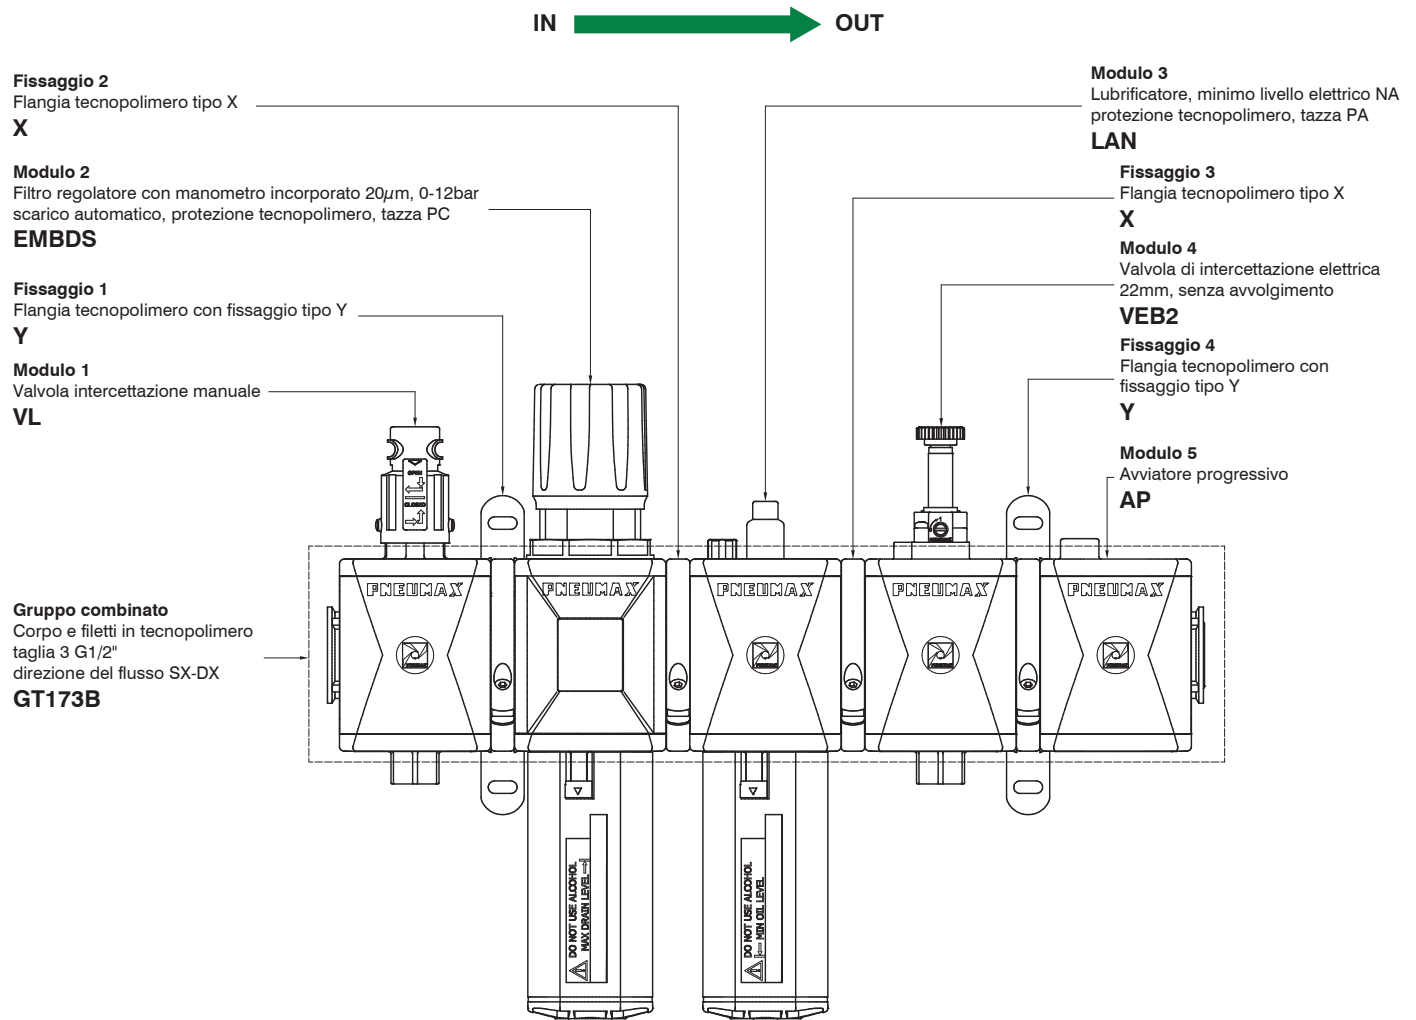 IN OUT
Fissaggio 2
Flangia tecnopolimero tipo X
X
Modulo 2
Filtro regolatore con manometro incorporato 20µm, 0-12bar
scarico automatico, protezione tecnopolimero, tazza PC
EMBDS
Fissaggio 1
Flangia tecnopolimero con fissaggio tipo Y
Y
Modulo 1
Valvola intercettazione manuale
VL
Gruppo combinato
Corpo e filetti in tecnopolimero
taglia 3 G1/2"
direzione del flusso SX-DX
GT173B
Modulo 3
Lubrificatore, minimo livello elettrico NA
protezione tecnopolimero, tazza PA
LAN
Fissaggio 3
Flangia tecnopolimero tipo X
X
Modulo 4
Valvola di intercettazione elettrica
22mm, senza avvolgimento
VEB2
Fissaggio 4
Flangia tecnopolimero con
fissaggio tipo Y
Y
Modulo 5
Avviatore progressivo
AP
OPEN
CLOSED
PNEUMAX PNEUMAX PNEUMAX PNEUMAX PNEUMAX
DO NOT USE ALCOHOL
MAX DRAIN LEVEL
DO NOT USE ALCOHOL
MIN OIL LEVEL